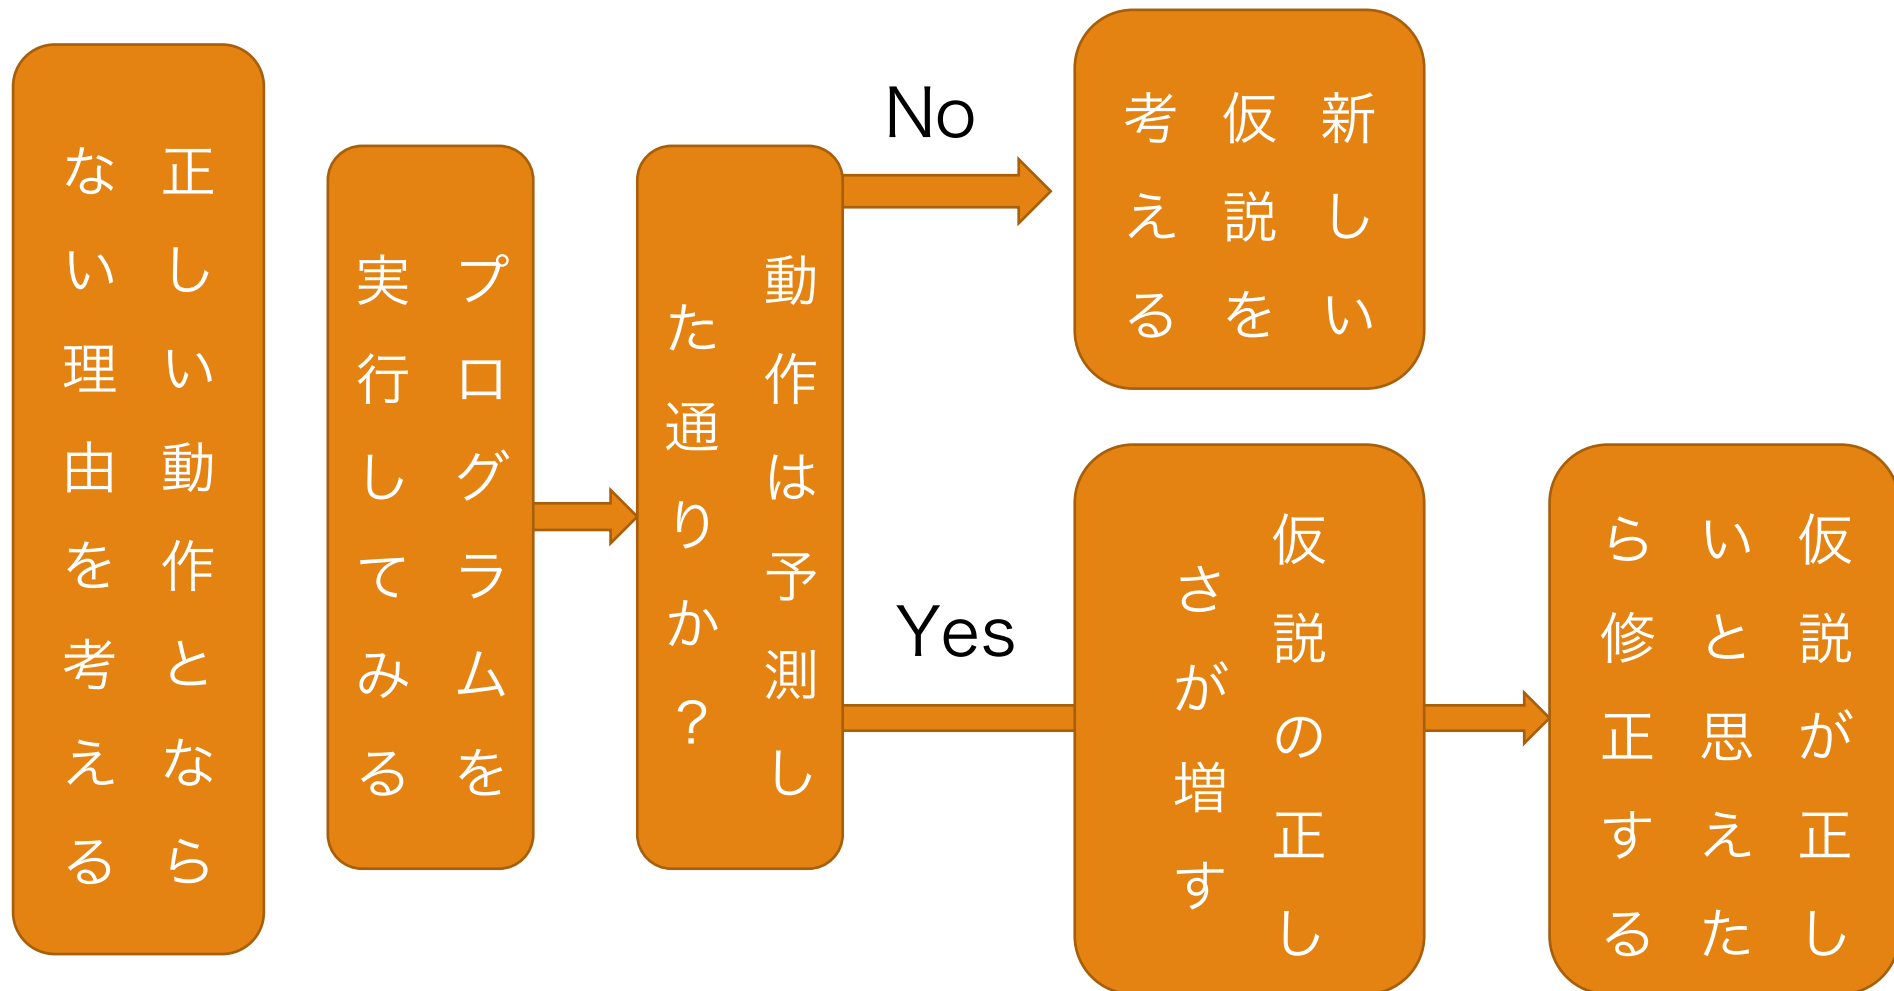 正しい動作となら
ない理由を考える
プログラムを
実行してみる
動作は予測し
た通りか？
No
新しい
仮説を
考える
Yes
仮説の正し
さが増す
仮説が正し
いと思えた
ら修正する